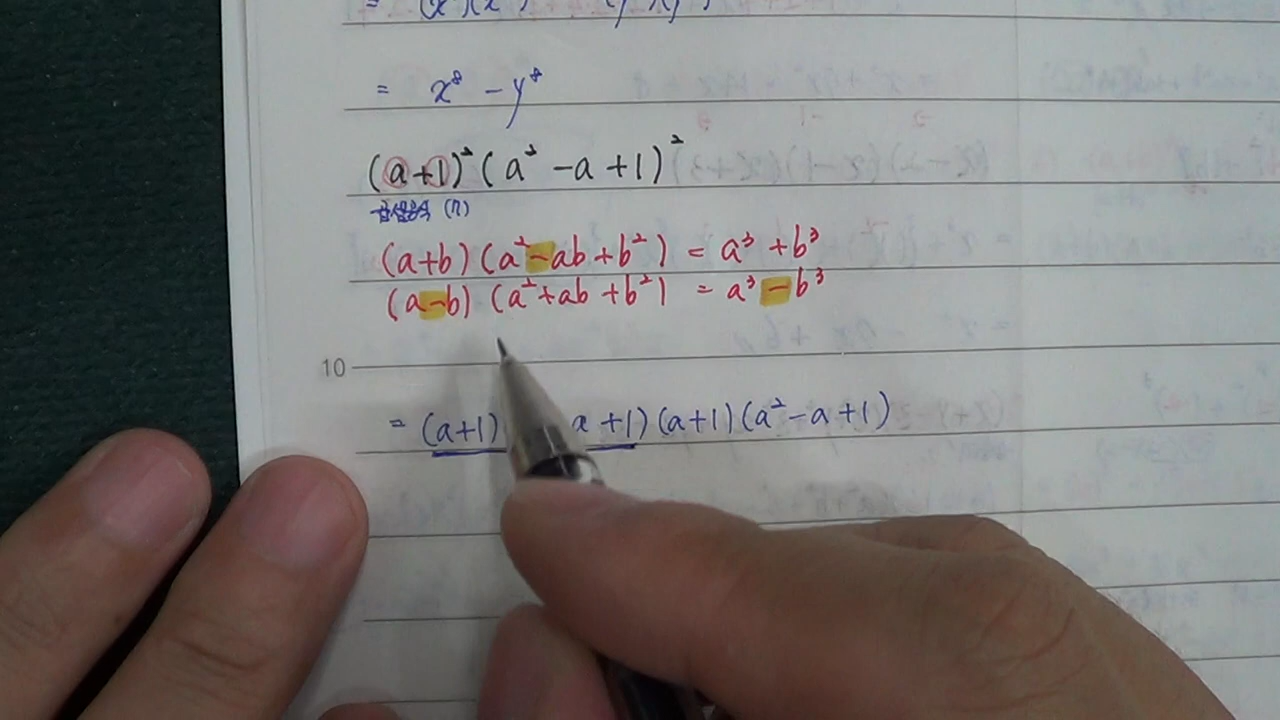 = x⁸ - y⁸
(a+1)²(a² -a +1)²
(a+b)(a²-ab+b²) = a³ +b³
(a-b)(a²+ab+b²) = a³ -b³
10
= (a+1) a +1)(a+1)(a²-a+1)